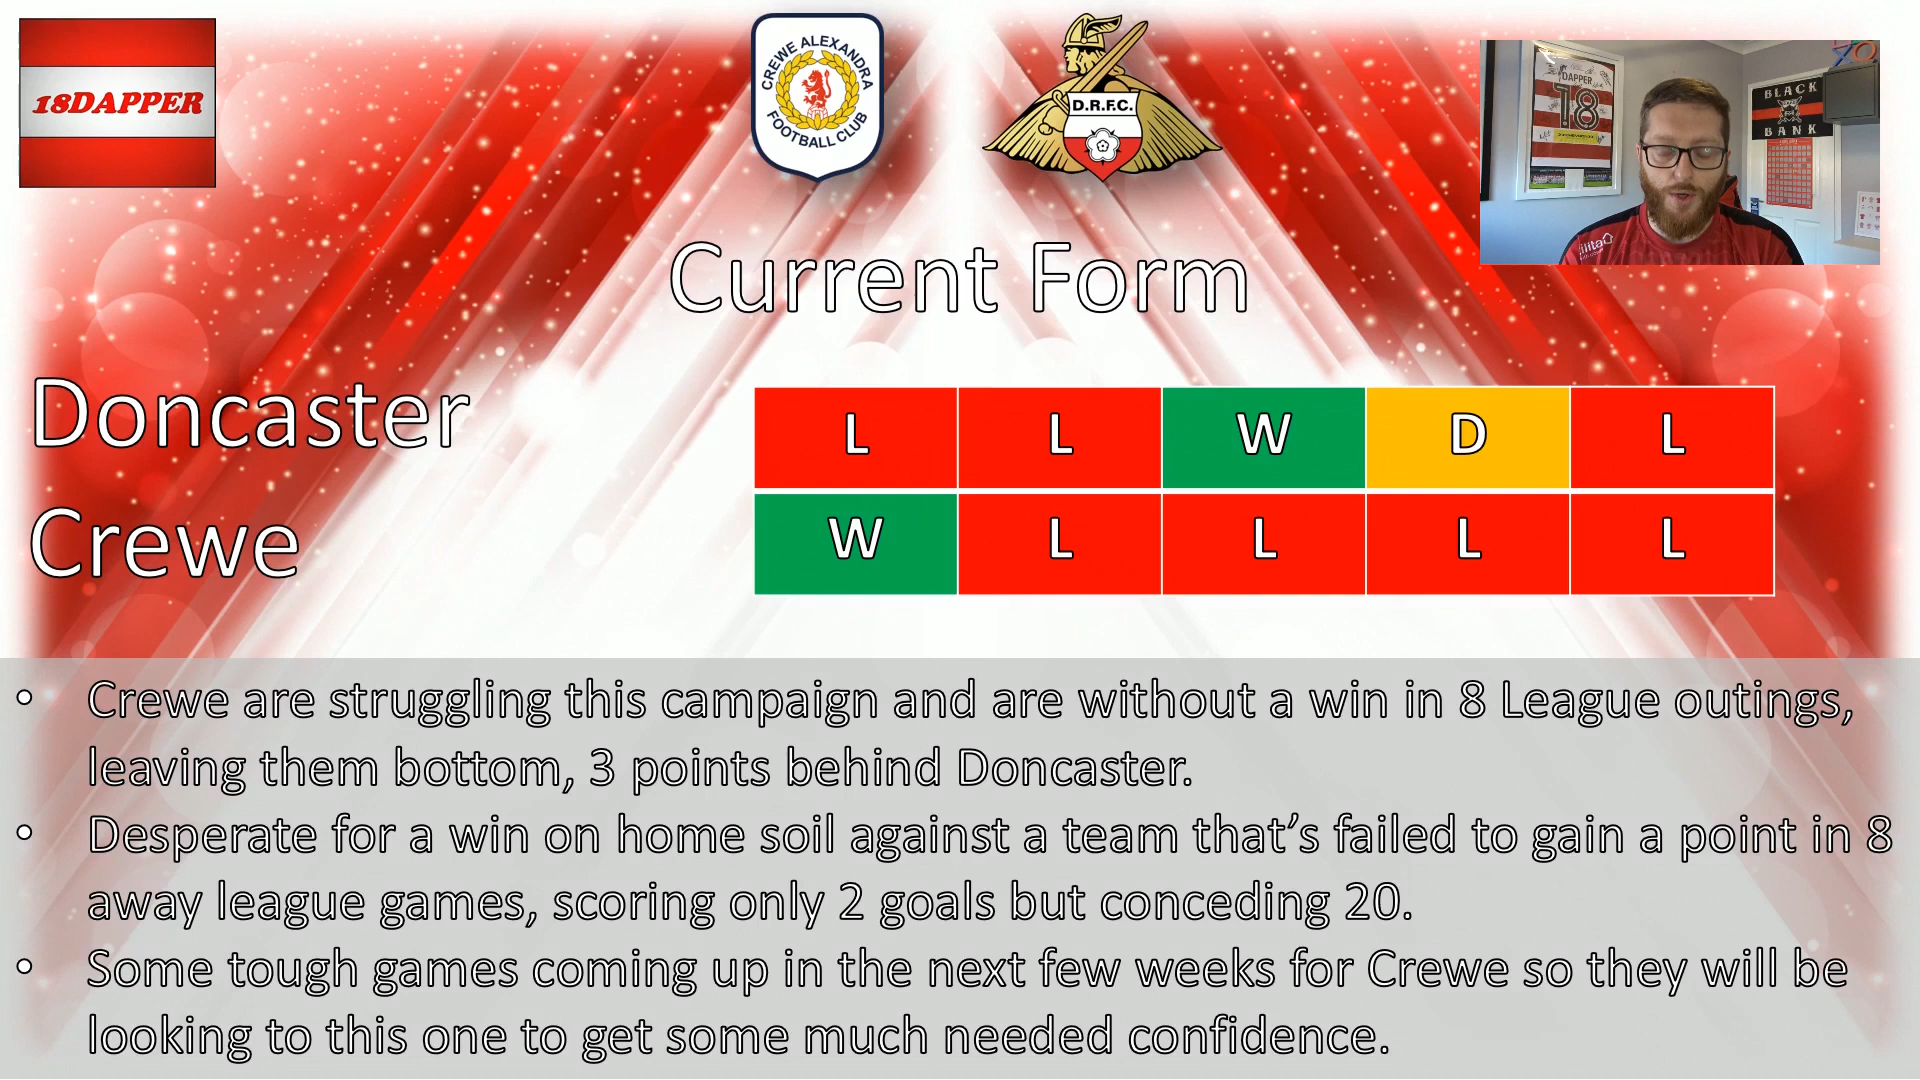 18DAPPER
CREWE ALEXANDRA
FOOTBALL CLUB
D.R.F.C.
DAPPER
18
BLACK
BANK
Current Form
Doncaster
L L W D L
Crewe
W L L L L
• Crewe are struggling this campaign and are without a win in 8 League outings,
leaving them bottom, 3 points behind Doncaster.
• Desperate for a win on home soil against a team that’s failed to gain a point in 8
away league games, scoring only 2 goals but conceding 20.
• Some tough games coming up in the next few weeks for Crewe so they will be
looking to this one to get some much needed confidence.